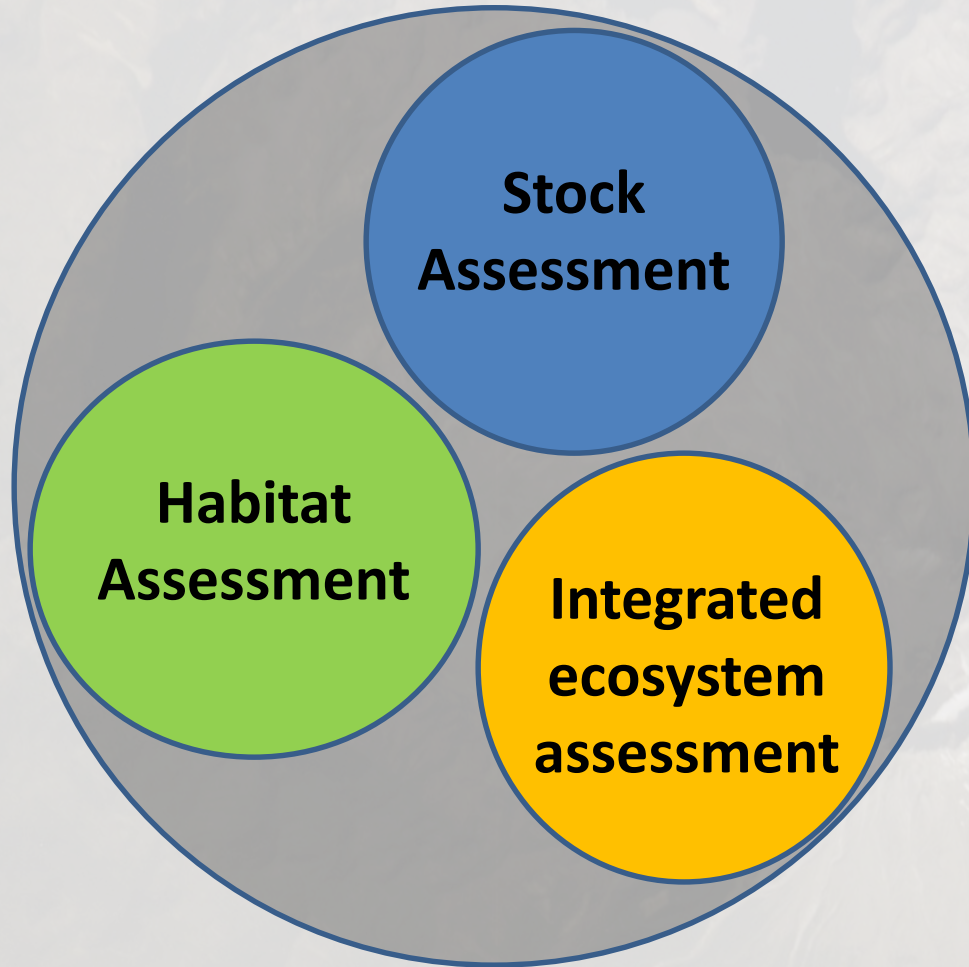 Stock
Assessment
Habitat
Assessment
Integrated
ecosystem
assessment